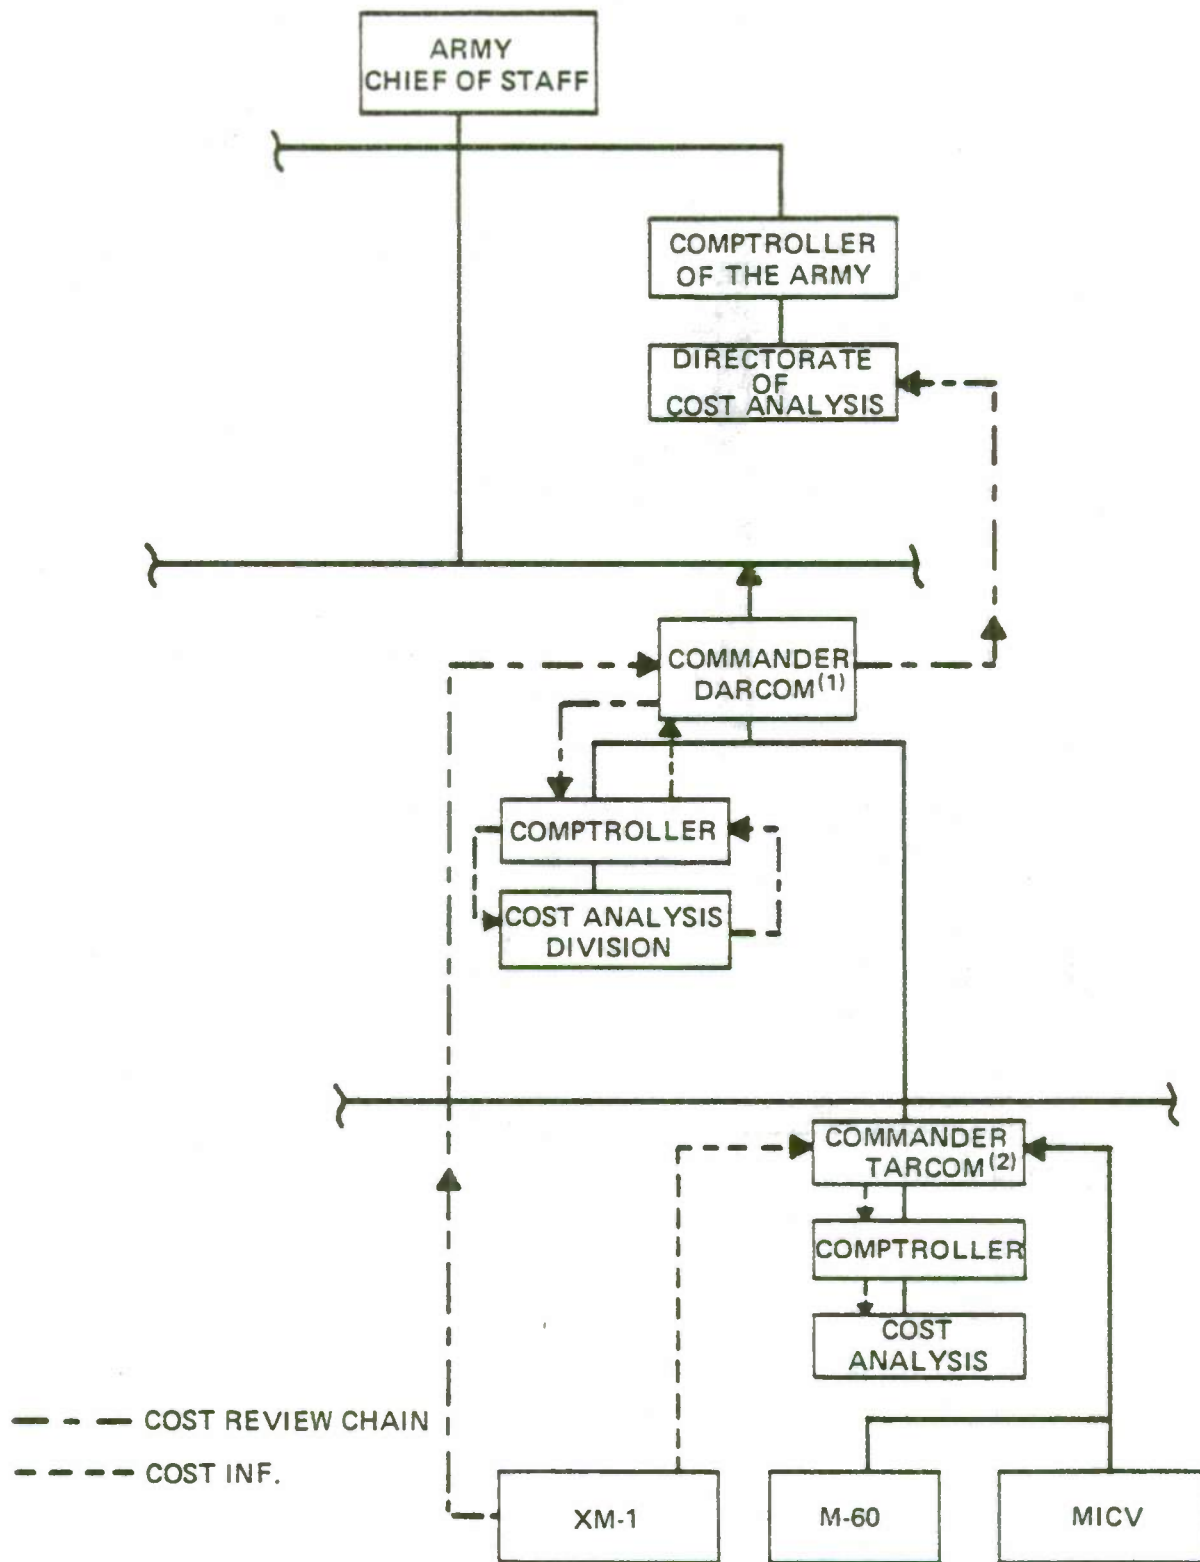 ARMY
CHIEF OF STAFF
COMPTROLLER
OF THE ARMY
DIRECTORATE
OF
COST ANALYSIS
COMMANDER
DARCOM(1)
COMPTROLLER
COST ANALYSIS
DIVISION
COMMANDER
TARCOM(2)
COMPTROLLER
COST
ANALYSIS
COST REVIEW CHAIN
COST INF.
XM-1
M-60
MICV